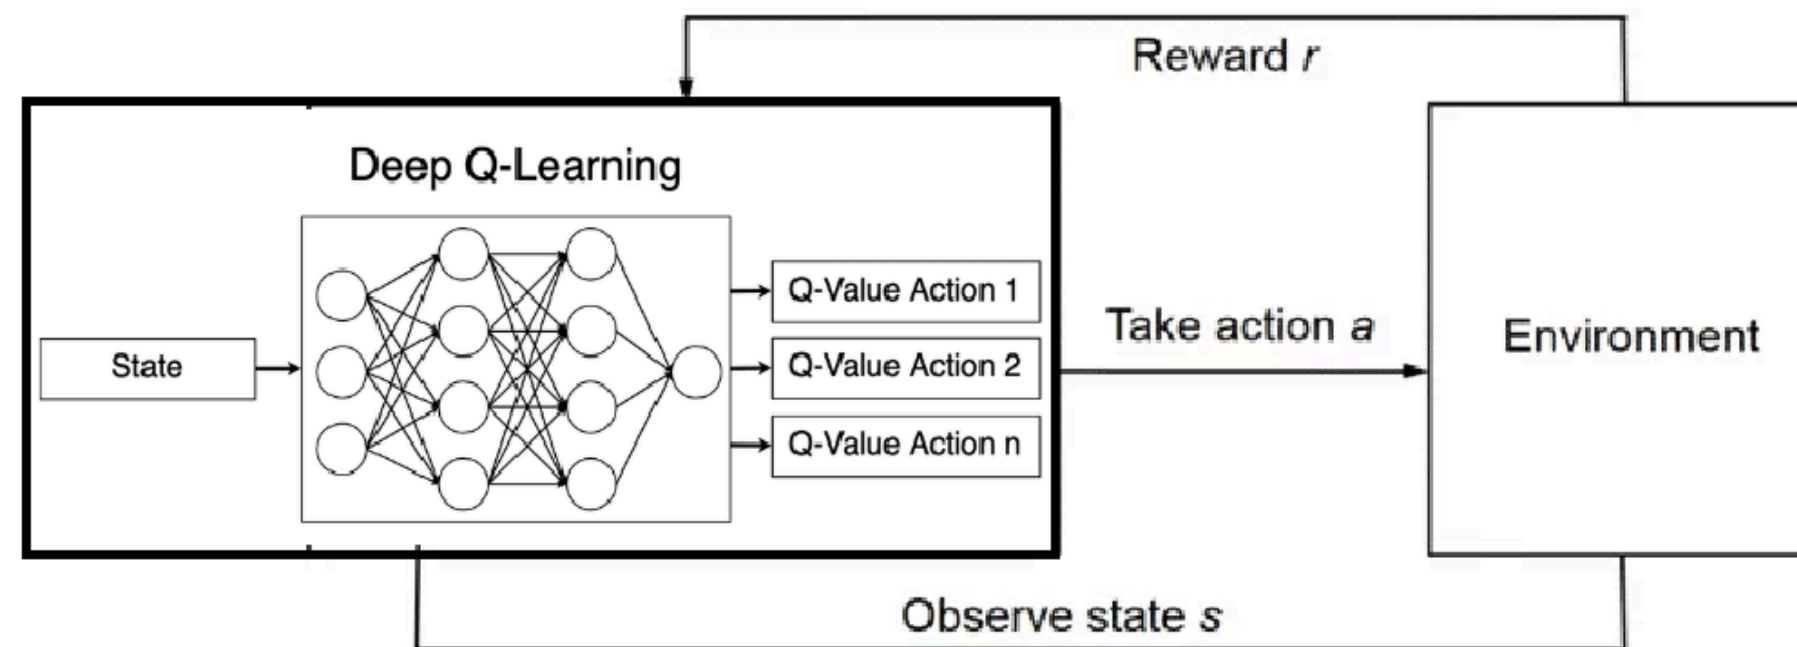 Reward r
Deep Q-Learning
State
Q-Value Action 1
Q-Value Action 2
Q-Value Action n
Take action a
Environment
Observe state s